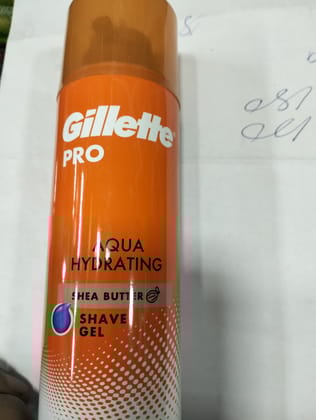 Gillette
PRO
AQUA
HYDRATING
SHEA BUTTER
SHAVE
GEL